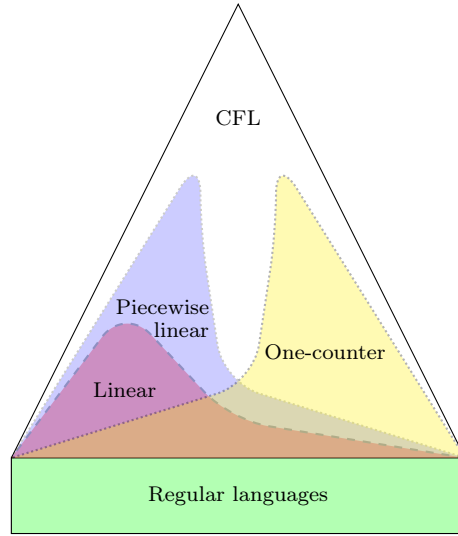 CFL
Piecewise
linear
One-counter
Linear
Regular languages